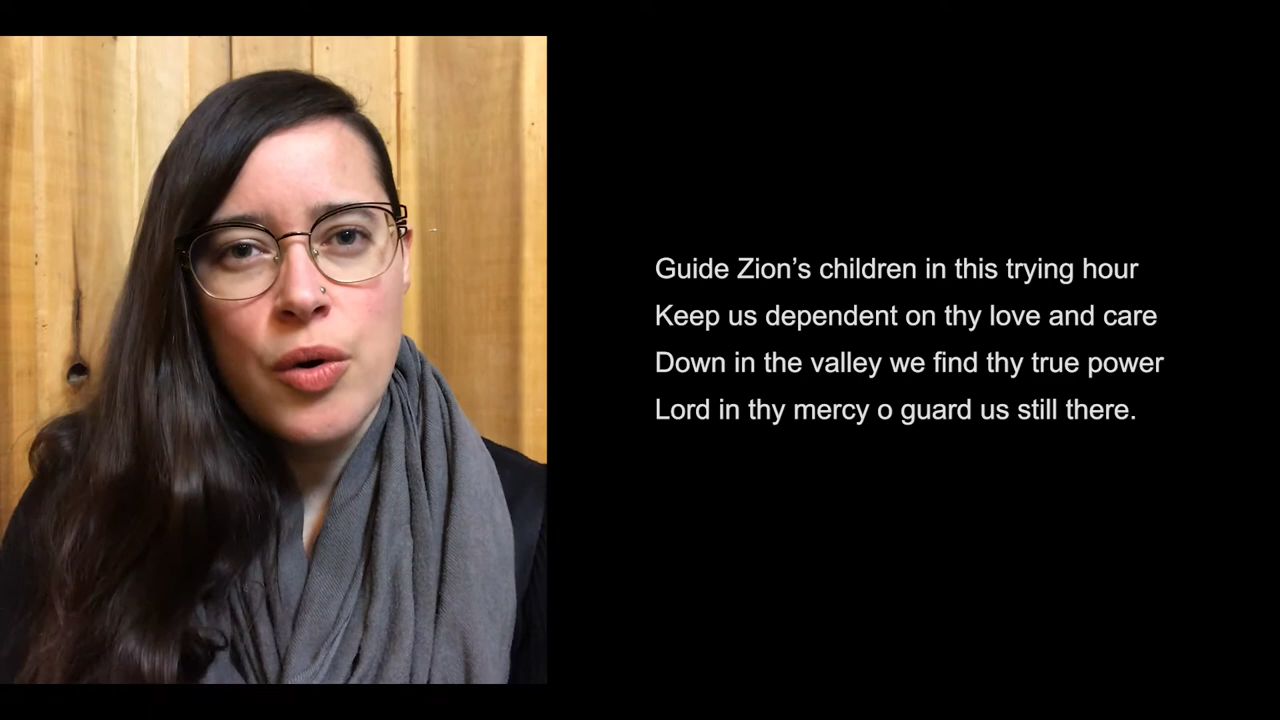 Guide Zion’s children in this trying hour
Keep us dependent on thy love and care
Down in the valley we find thy true power
Lord in thy mercy o guard us still there.